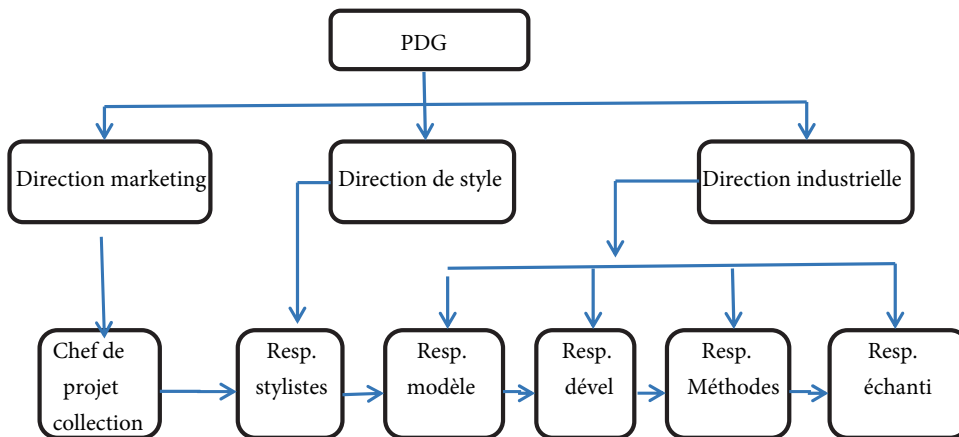 PDG
Direction marketing
Direction de style
Direction industrielle
Chef de
projet
collection
Resp.
stylistes
Resp.
modèle
Resp.
dével
Resp.
Méthodes
Resp.
échanti